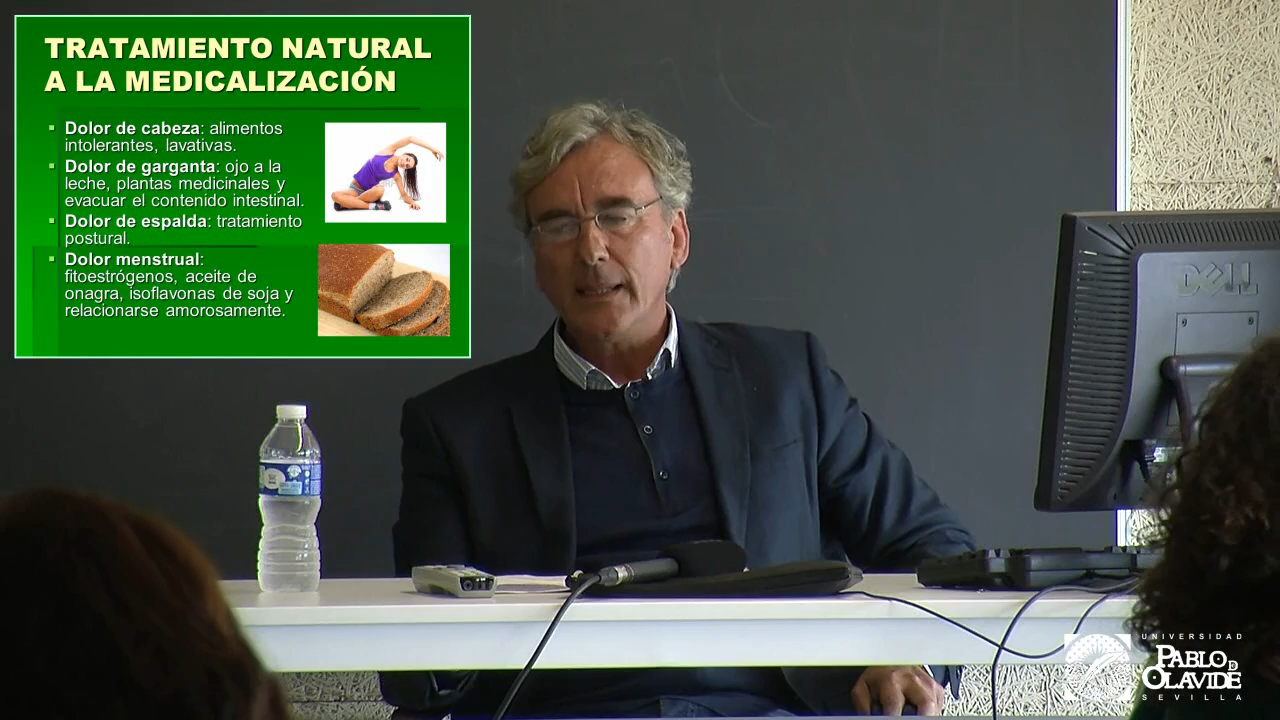 TRATAMIENTO NATURAL
A LA MEDICALIZACIÓN
Dolor de cabeza: alimentos
intolerantes, lavativas.
Dolor de garganta: ojo a la
leche, plantas medicinales y
evacuar el contenido intestinal.
Dolor de espalda: tratamiento
postural.
Dolor menstrual:
fitoestrógenos, aceite de
onagra, isoflavonas de soja y
relacionarse amorosamente.
DELL
UNIVERSIDAD
PABLO DE
OLAVIDE
SEVILLA